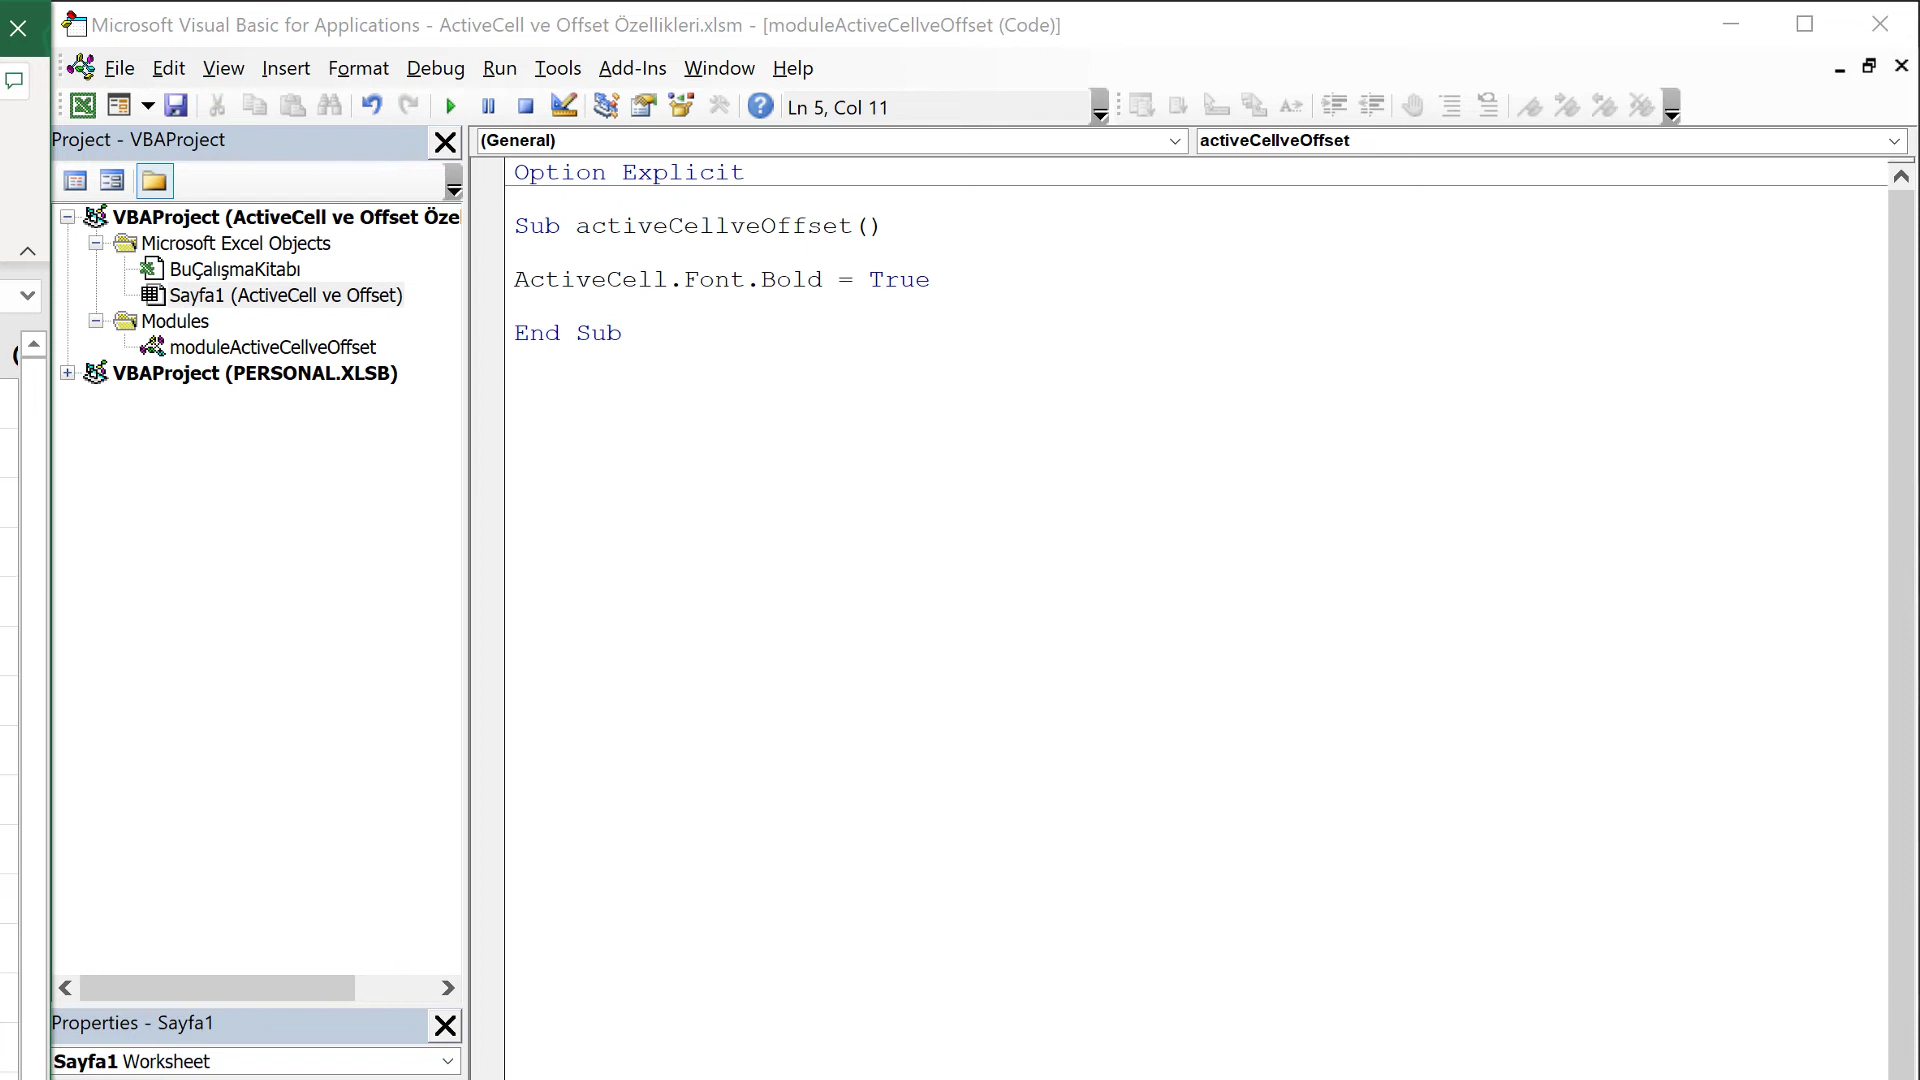 Microsoft Visual Basic for Applications - ActiveCell ve Offset Özellikleri.xlsm - [moduleActiveCellveOffset (Code)]
File Edit View Insert Format Debug Run Tools Add-Ins Window Help
Ln 5, Col 11
Project - VBAProject
(General)
activeCellveOffset
VBAProject (ActiveCell ve Offset Öze
Microsoft Excel Objects
BuÇalışmaKitabı
Sayfa1 (ActiveCell ve Offset)
Modules
moduleActiveCellveOffset
VBAProject (PERSONAL.XLSB)
Option Explicit
Sub activeCellveOffset()
ActiveCell.Font.Bold = True
End Sub
Properties - Sayfa1
Sayfa1 Worksheet